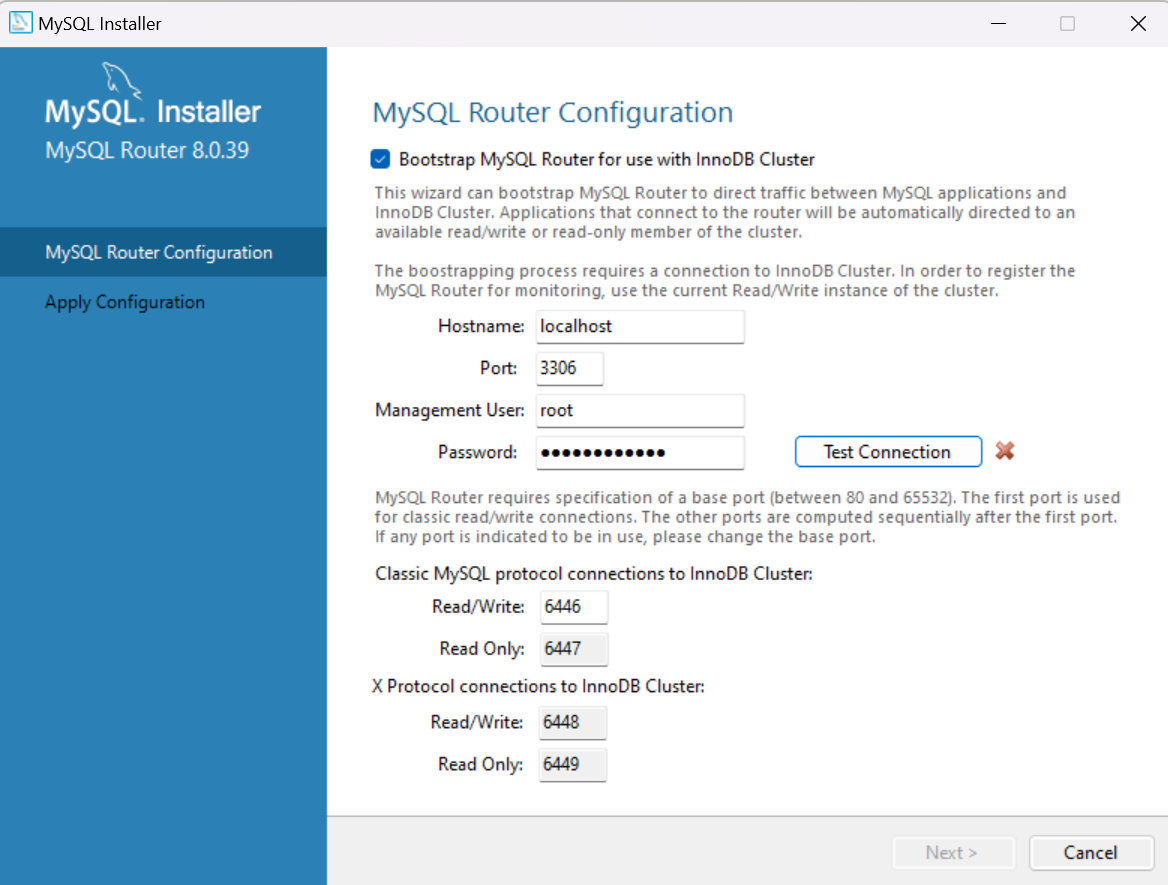 MySQL Installer
MySQL. Installer
MySQL Router 8.0.39
MySQL Router Configuration
Apply Configuration
MySQL Router Configuration
Bootstrap MySQL Router for use with InnoDB Cluster
This wizard can bootstrap MySQL Router to direct traffic between MySQL applications and
InnoDB Cluster. Applications that connect to the router will be automatically directed to an
available read/write or read-only member of the cluster.
The boostrapping process requires a connection to InnoDB Cluster. In order to register the
MySQL Router for monitoring, use the current Read/Write instance of the cluster.
Hostname: localhost
Port: 3306
Management User: root
Password: ●●●●●●●●●●●● Test Connection
MySQL Router requires specification of a base port (between 80 and 65532). The first port is used
for classic read/write connections. The other ports are computed sequentially after the first port.
If any port is indicated to be in use, please change the base port.
Classic MySQL protocol connections to InnoDB Cluster:
Read/Write: 6446
Read Only: 6447
X Protocol connections to InnoDB Cluster:
Read/Write: 6448
Read Only: 6449
Next > Cancel